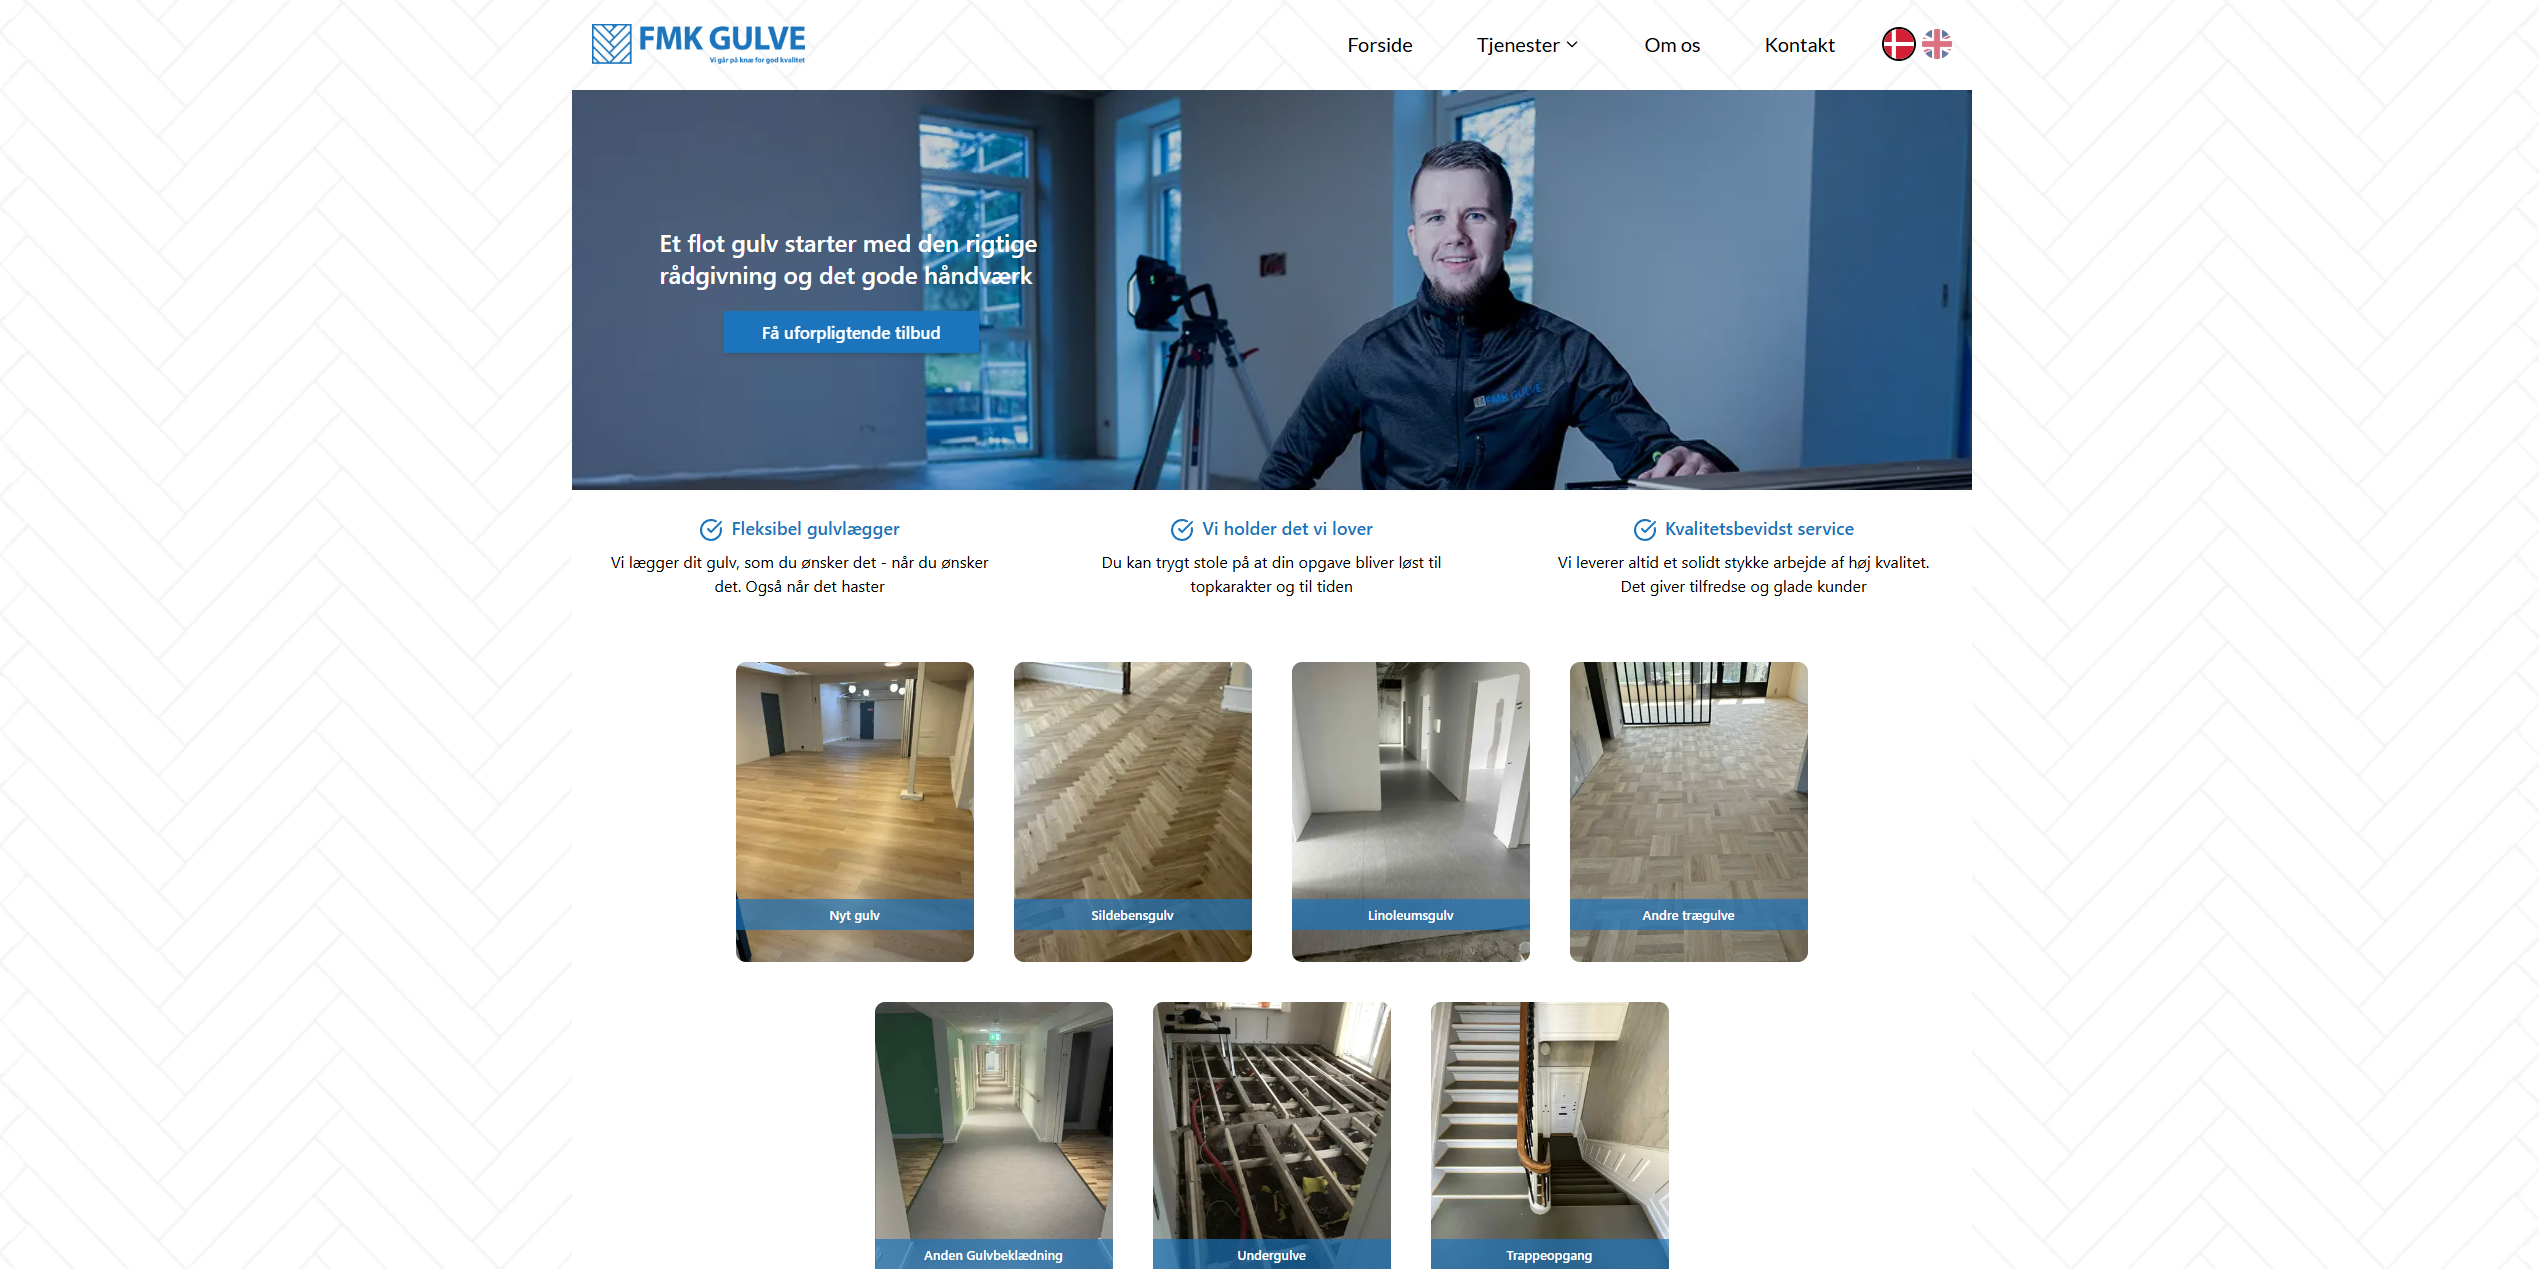 FMK GULVE
Vi går på knæ for god kvalitet
Forside
Tjenester
Om os
Kontakt
Et flot gulv starter med den rigtige
rådgivning og det gode håndværk
Få uforpligtende tilbud
FMK GULVE
Fleksibel gulvlægger
Vi lægger dit gulv, som du ønsker det - når du ønsker
det. Også når det haster
Vi holder det vi lover
Du kan trygt stole på at din opgave bliver løst til
topkarakter og til tiden
Kvalitetsbevidst service
Vi leverer altid et solidt stykke arbejde af høj kvalitet.
Det giver tilfredse og glade kunder
Nyt gulv
Sildebensgulv
Linoleumsgulv
Andre trægulve
Anden Gulvbeklædning
Undergulve
Trappeopgang